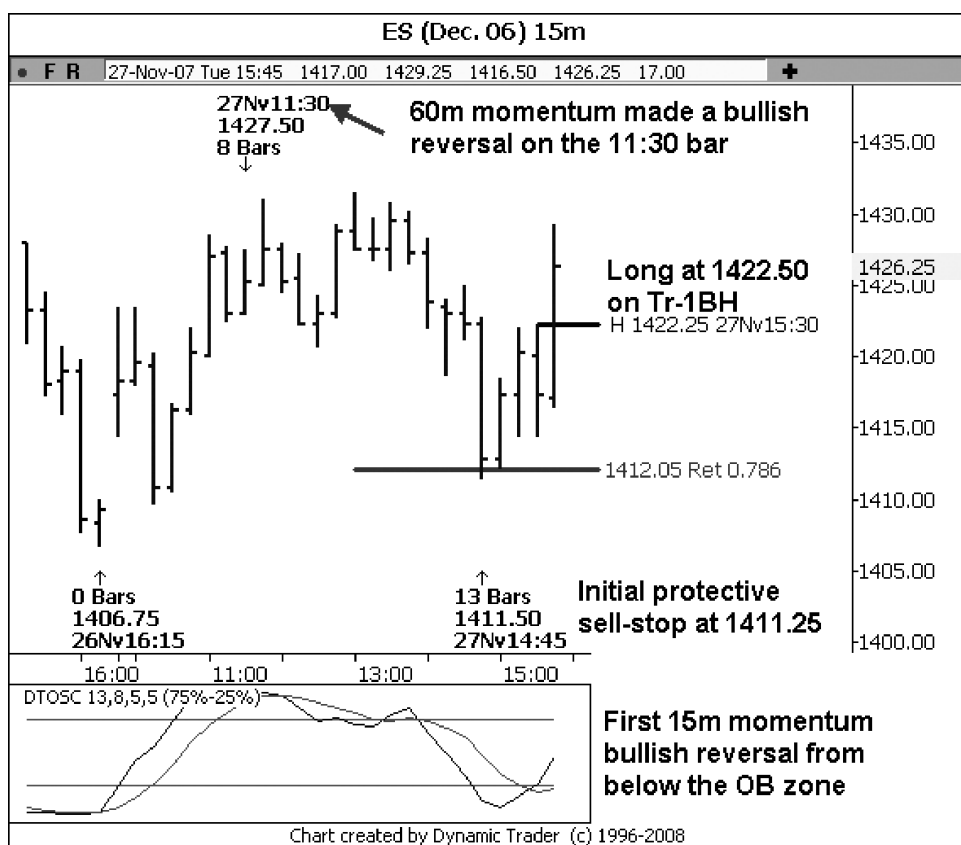 ES (Dec. 06) 15m
F R 27-Nov-07 Tue 15:45 1417.00 1429.25 1416.50 1426.25 17.00
27Nv11:30
1427.50
8 Bars
60m momentum made a bullish
reversal on the 11:30 bar
1435.00
1430.00
1426.25
1425.00
1420.00
1415.00
1410.00
1405.00
1400.00
Long at 1422.50
on Tr-1BH
H 1422.25 27Nv15:30
1412.05 Ret 0.786
0 Bars
1406.75
26Nv16:15
13 Bars
1411.50
27Nv14:45
Initial protective
sell-stop at 1411.25
16:00 11:00 13:00 15:00
DTOSC 13,8,5,5 (75%-25%)
First 15m momentum
bullish reversal from
below the OB zone
Chart created by Dynamic Trader (c) 1996-2008